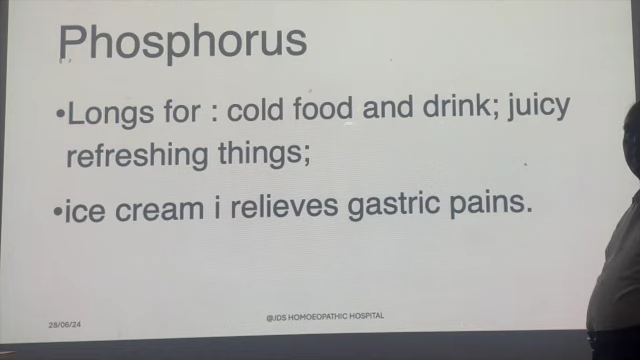 Phosphorus
•Longs for : cold food and drink; juicy
refreshing things;
•ice cream i relieves gastric pains.
28/06/24
@JDS HOMOEOPATHIC HOSPITAL